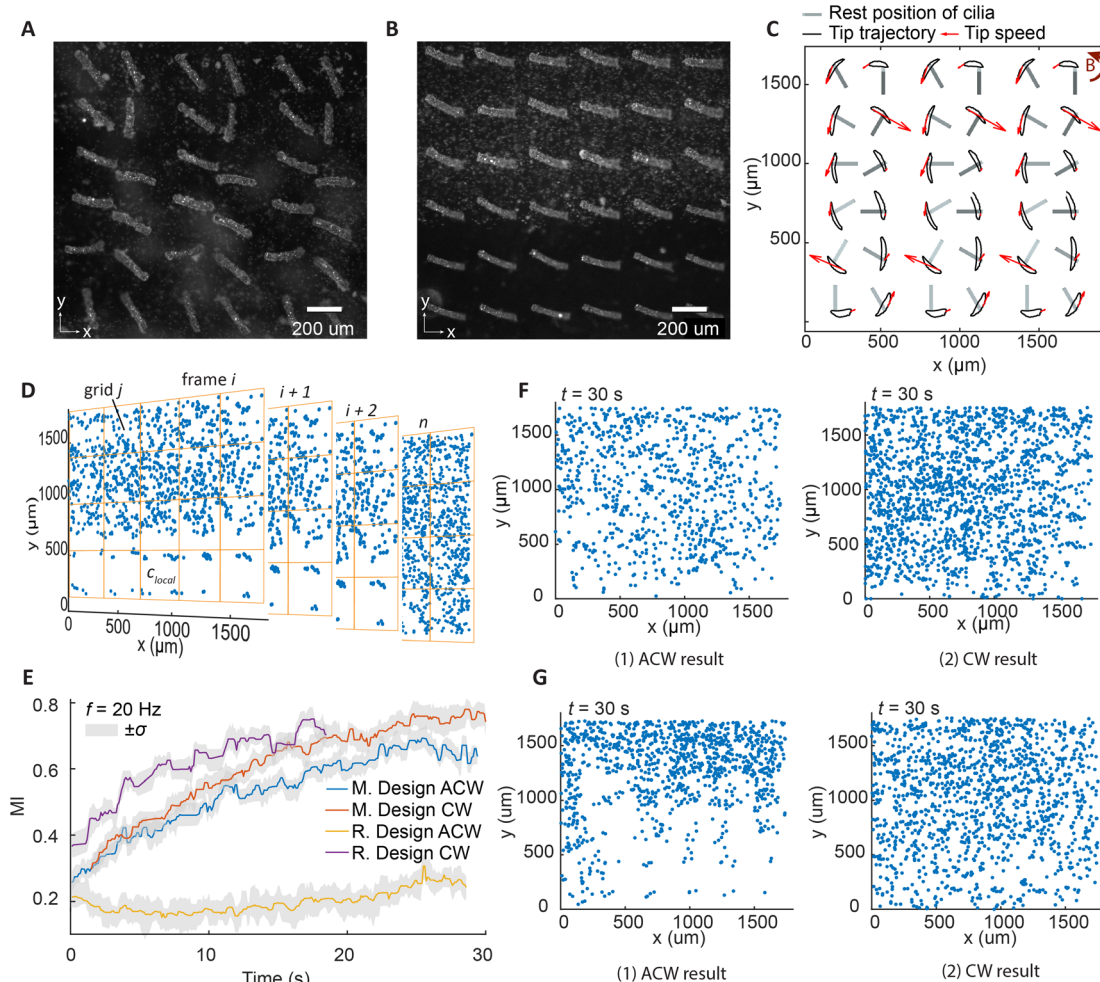 A
y
x
200 um
B
y
x
200 um
C
Rest position of cilia
Tip trajectory
Tip speed
B
1500
1000
500
0
y (µm)
500
1000
1500
x (µm)
D
grid j
frame i
i + 1
i + 2
n
1500
1000
500
0
y (µm)
c_local
0
500
1000
1500
x (µm)
E
f = 20 Hz
±σ
0.8
0.6
0.4
0.2
MI
M. Design ACW
M. Design CW
R. Design ACW
R. Design CW
0
10
20
30
Time (s)
F
t = 30 s
1500
1000
500
0
y (µm)
0
500
1000
1500
x (µm)
(1) ACW result
t = 30 s
1500
1000
500
0
y (µm)
0
500
1000
1500
x (µm)
(2) CW result
G
t = 30 s
1500
1000
500
0
y (um)
0
500
1000
1500
x (um)
(1) ACW result
t = 30 s
1500
1000
500
0
y (um)
0
500
1000
1500
x (um)
(2) CW result